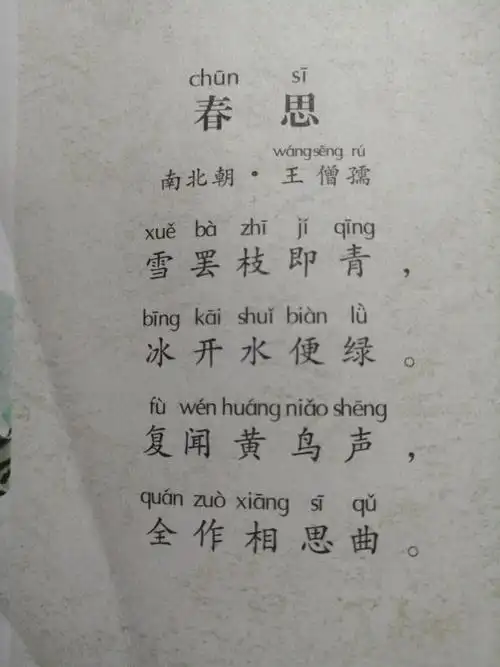 chūn sī
春思
wáng sēng rú
南北朝·王僧孺
xuě bà zhī jí qīng
雪罢枝即青，
bīng kāi shuǐ biàn lǜ
冰开水便绿。
fù wén huáng niǎo shēng
复闻黄鸟声，
quán zuò xiāng sī qǔ
全作相思曲。